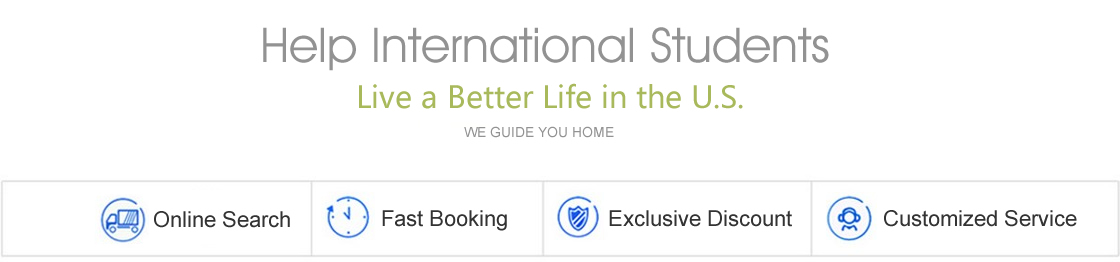 Help International Students
Live a Better Life in the U.S.
WE GUIDE YOU HOME
Online Search
Fast Booking
Exclusive Discount
Customized Service